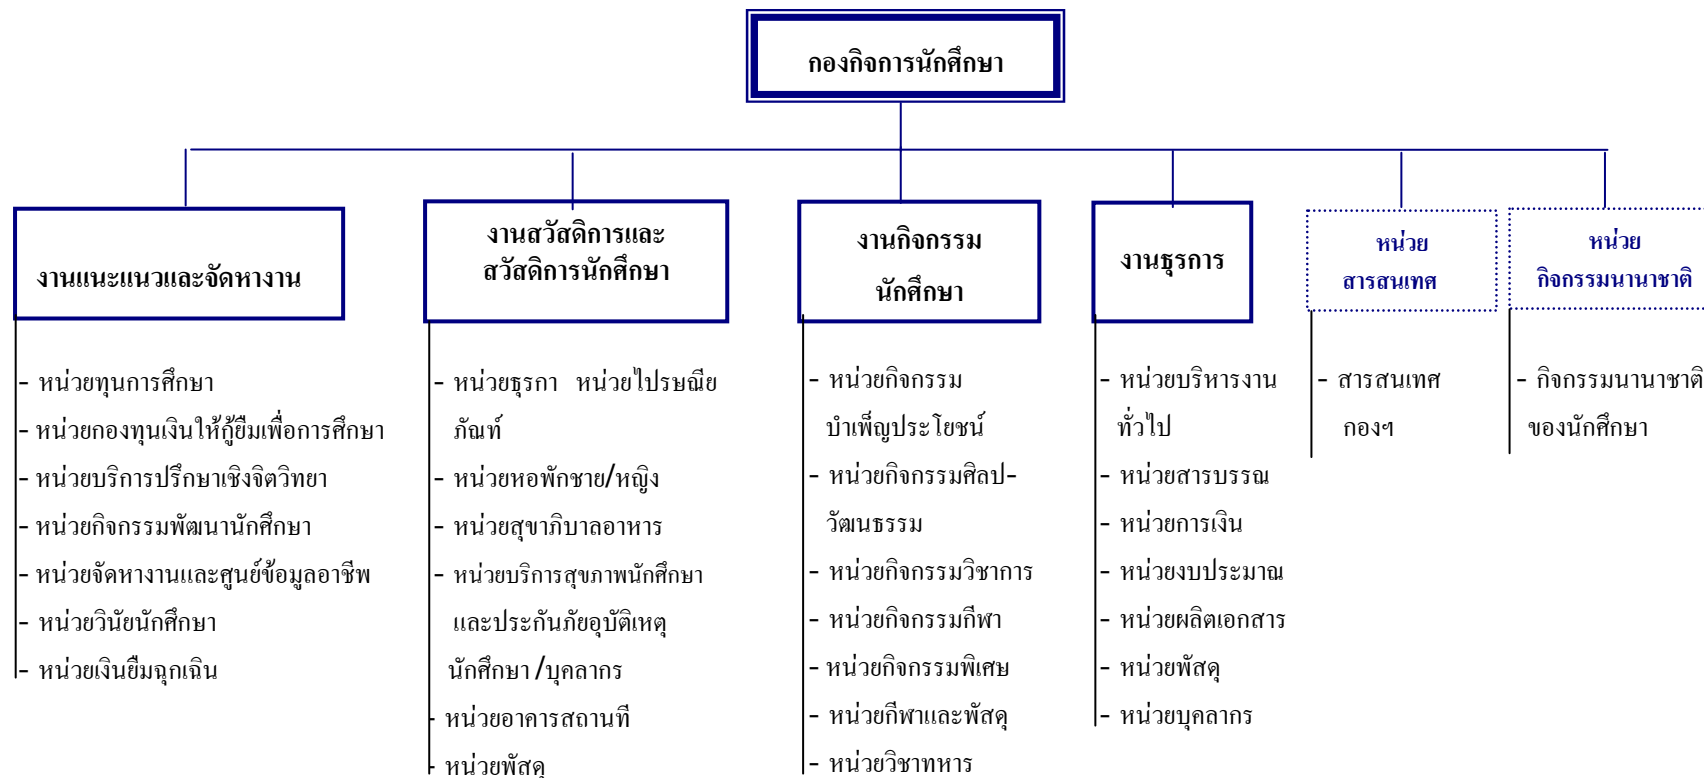 กองกิจการนักศึกษา
งานแนะแนวและจัดหางาน
- หน่วยทุนการศึกษา
- หน่วยกองทุนเงินให้กู้ยืมเพื่อการศึกษา
- หน่วยบริการปรึกษาเชิงจิตวิทยา
- หน่วยกิจกรรมพัฒนานักศึกษา
- หน่วยจัดหางานและศูนย์ข้อมูลอาชีพ
- หน่วยวินัยนักศึกษา
- หน่วยเงินยืมฉุกเฉิน
งานสวัสดิการและ
สวัสดิการนักศึกษา
- หน่วยธุรกา หน่วยไปรษณีย
ภัณท์
- หน่วยหอพักชาย/หญิง
- หน่วยสุขาภิบาลอาหาร
- หน่วยบริการสุขภาพนักศึกษา
และประกันภัยอุบัติเหตุ
นักศึกษา/บุคลากร
- หน่วยอาคารสถานที
- หน่วยพัสดุ
งานกิจกรรม
นักศึกษา
- หน่วยกิจกรรม
บำเพ็ญประโยชน์
- หน่วยกิจกรรมศิลป-
วัฒนธรรม
- หน่วยกิจกรรมวิชาการ
- หน่วยกิจกรรมกีฬา
- หน่วยกิจกรรมพิเศษ
- หน่วยกีฬาและพัสดุ
- หน่วยวิชาทหาร
งานธุรการ
- หน่วยบริหารงาน
ทั่วไป
- หน่วยสารบรรณ
- หน่วยการเงิน
- หน่วยงบประมาณ
- หน่วยผลิตเอกสาร
- หน่วยพัสดุ
- หน่วยบุคลากร
หน่วย
สารสนเทศ
- สารสนเทศ
กองฯ
หน่วย
กิจกรรมนานาชาติ
- กิจกรรมนานาชาติ
ของนักศึกษา